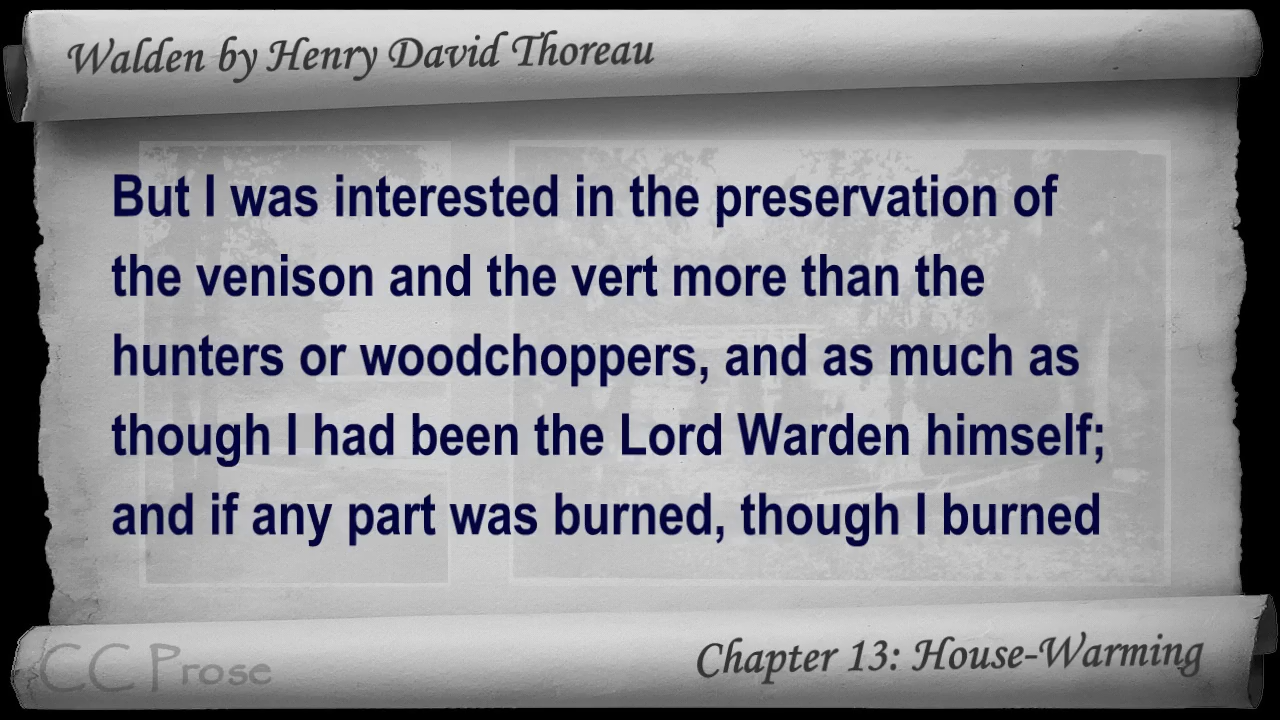 Walden by Henry David Thoreau
But I was interested in the preservation of
the venison and the vert more than the
hunters or woodchoppers, and as much as
though I had been the Lord Warden himself;
and if any part was burned, though I burned
CC Prose
Chapter 13: House-Warming